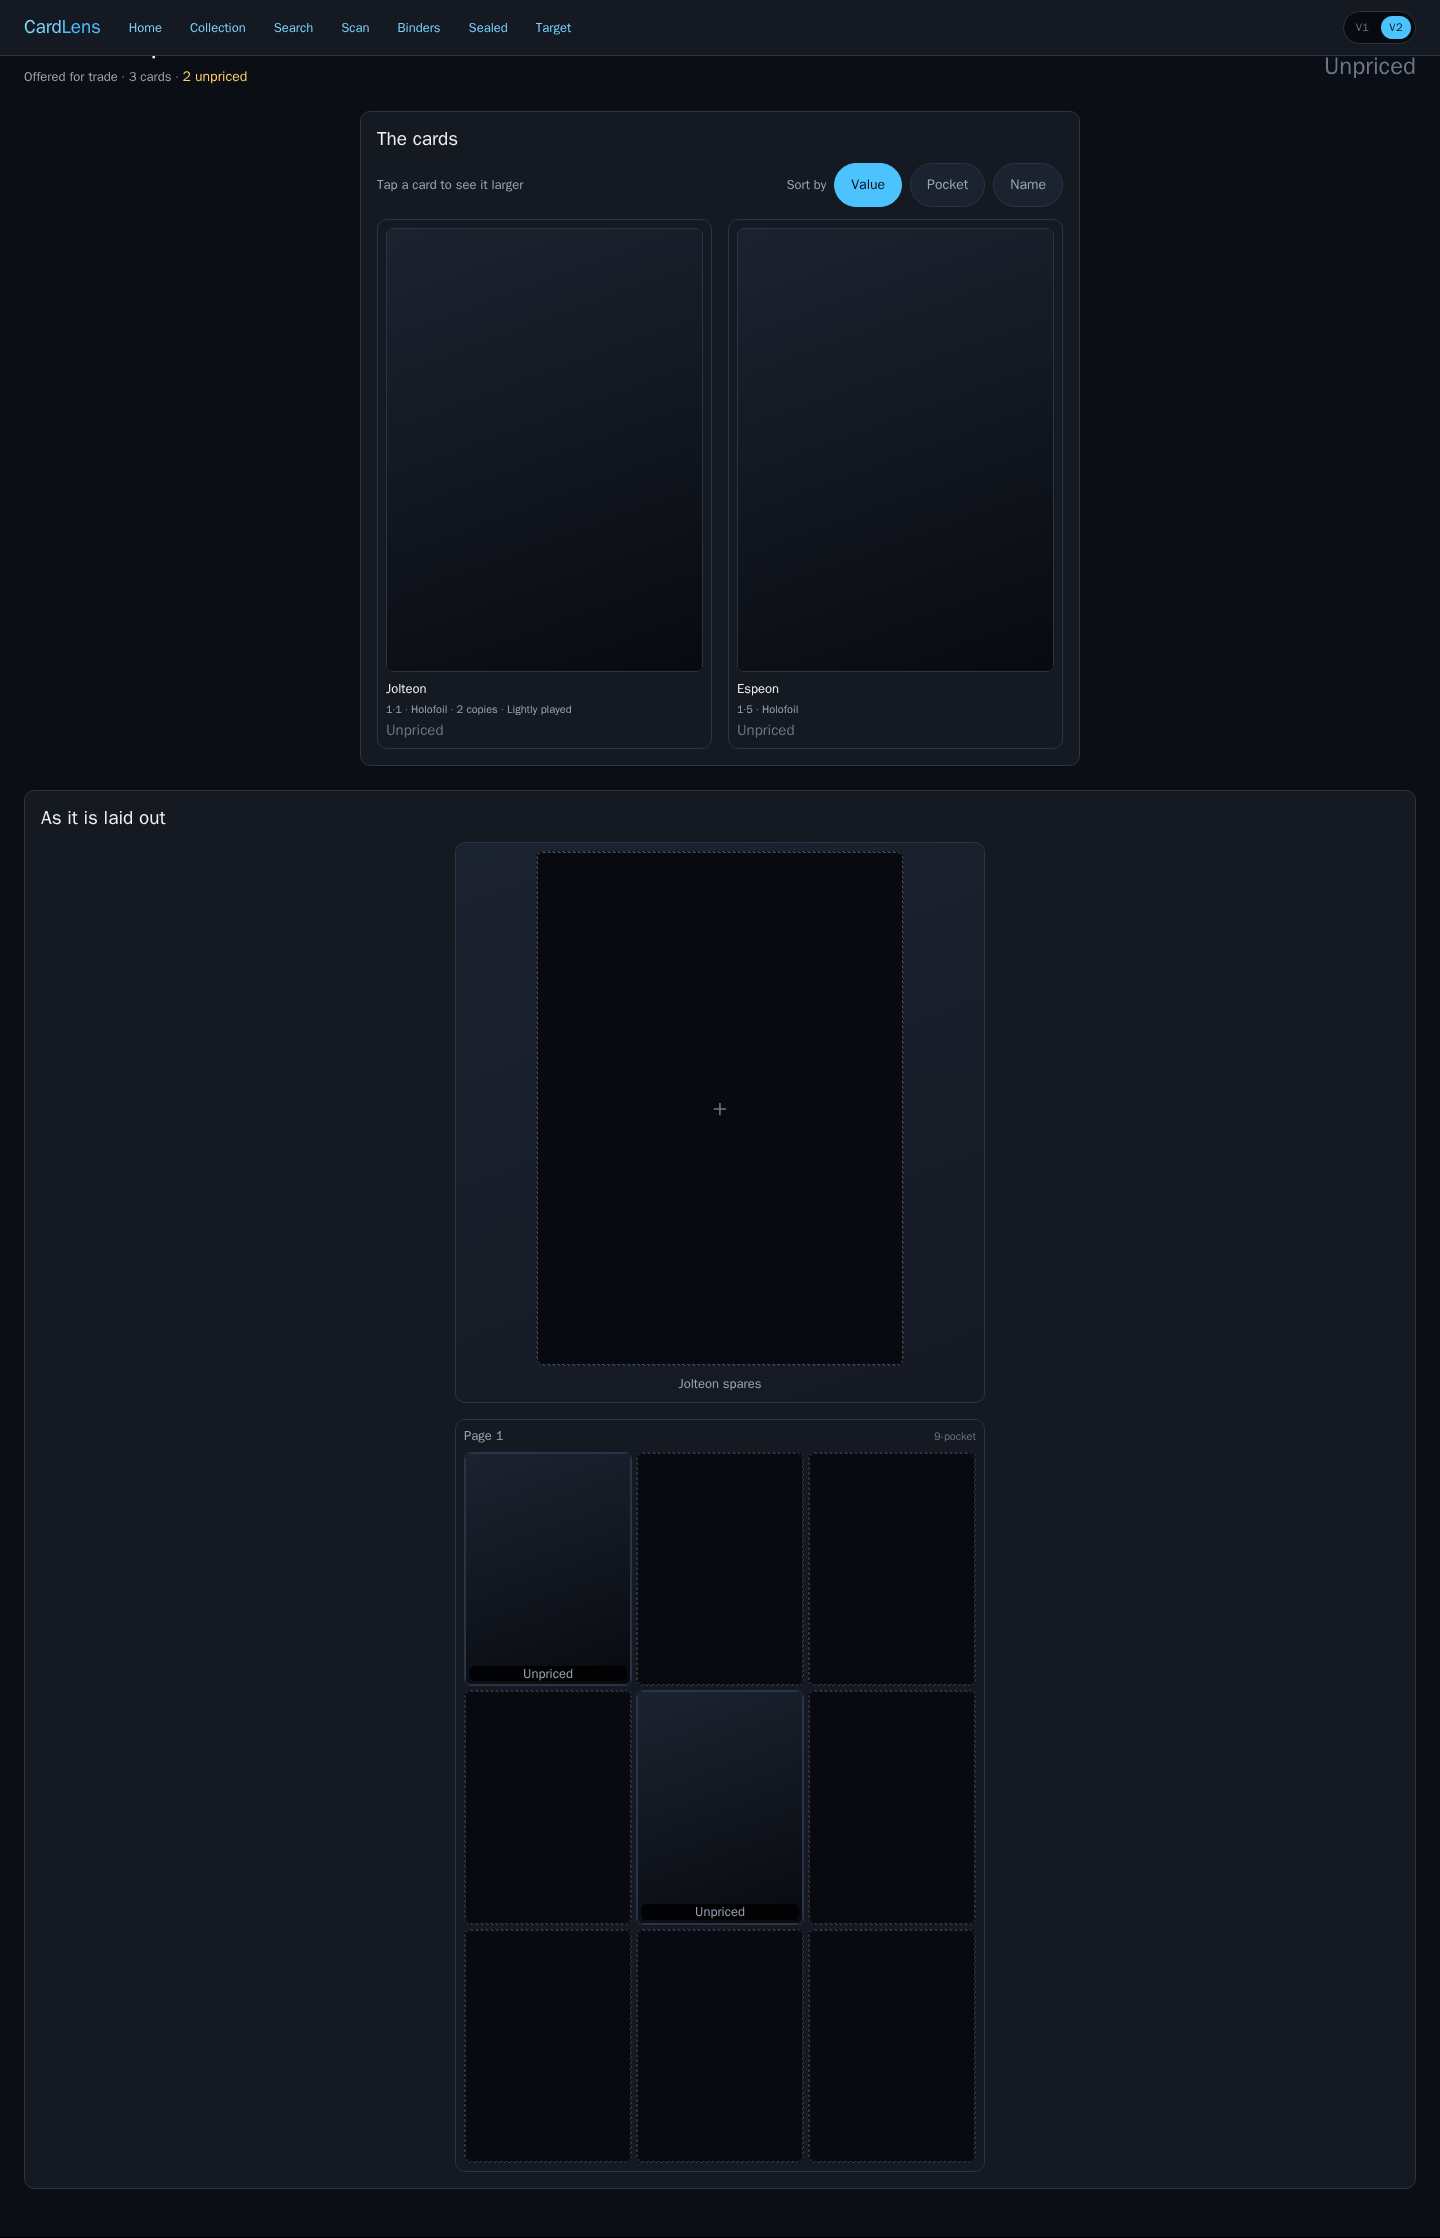 CardLens Home Collection Search Scan Binders Sealed Target V1 V2
Offered for trade · 3 cards · 2 unpriced
Unpriced
The cards
Tap a card to see it larger
Sort by Value Pocket Name
Jolteon
1·1 · Holofoil · 2 copies · Lightly played
Unpriced
Espeon
1·5 · Holofoil
Unpriced
As it is laid out
+
Jolteon spares
Page 1
9-pocket
Unpriced
Unpriced